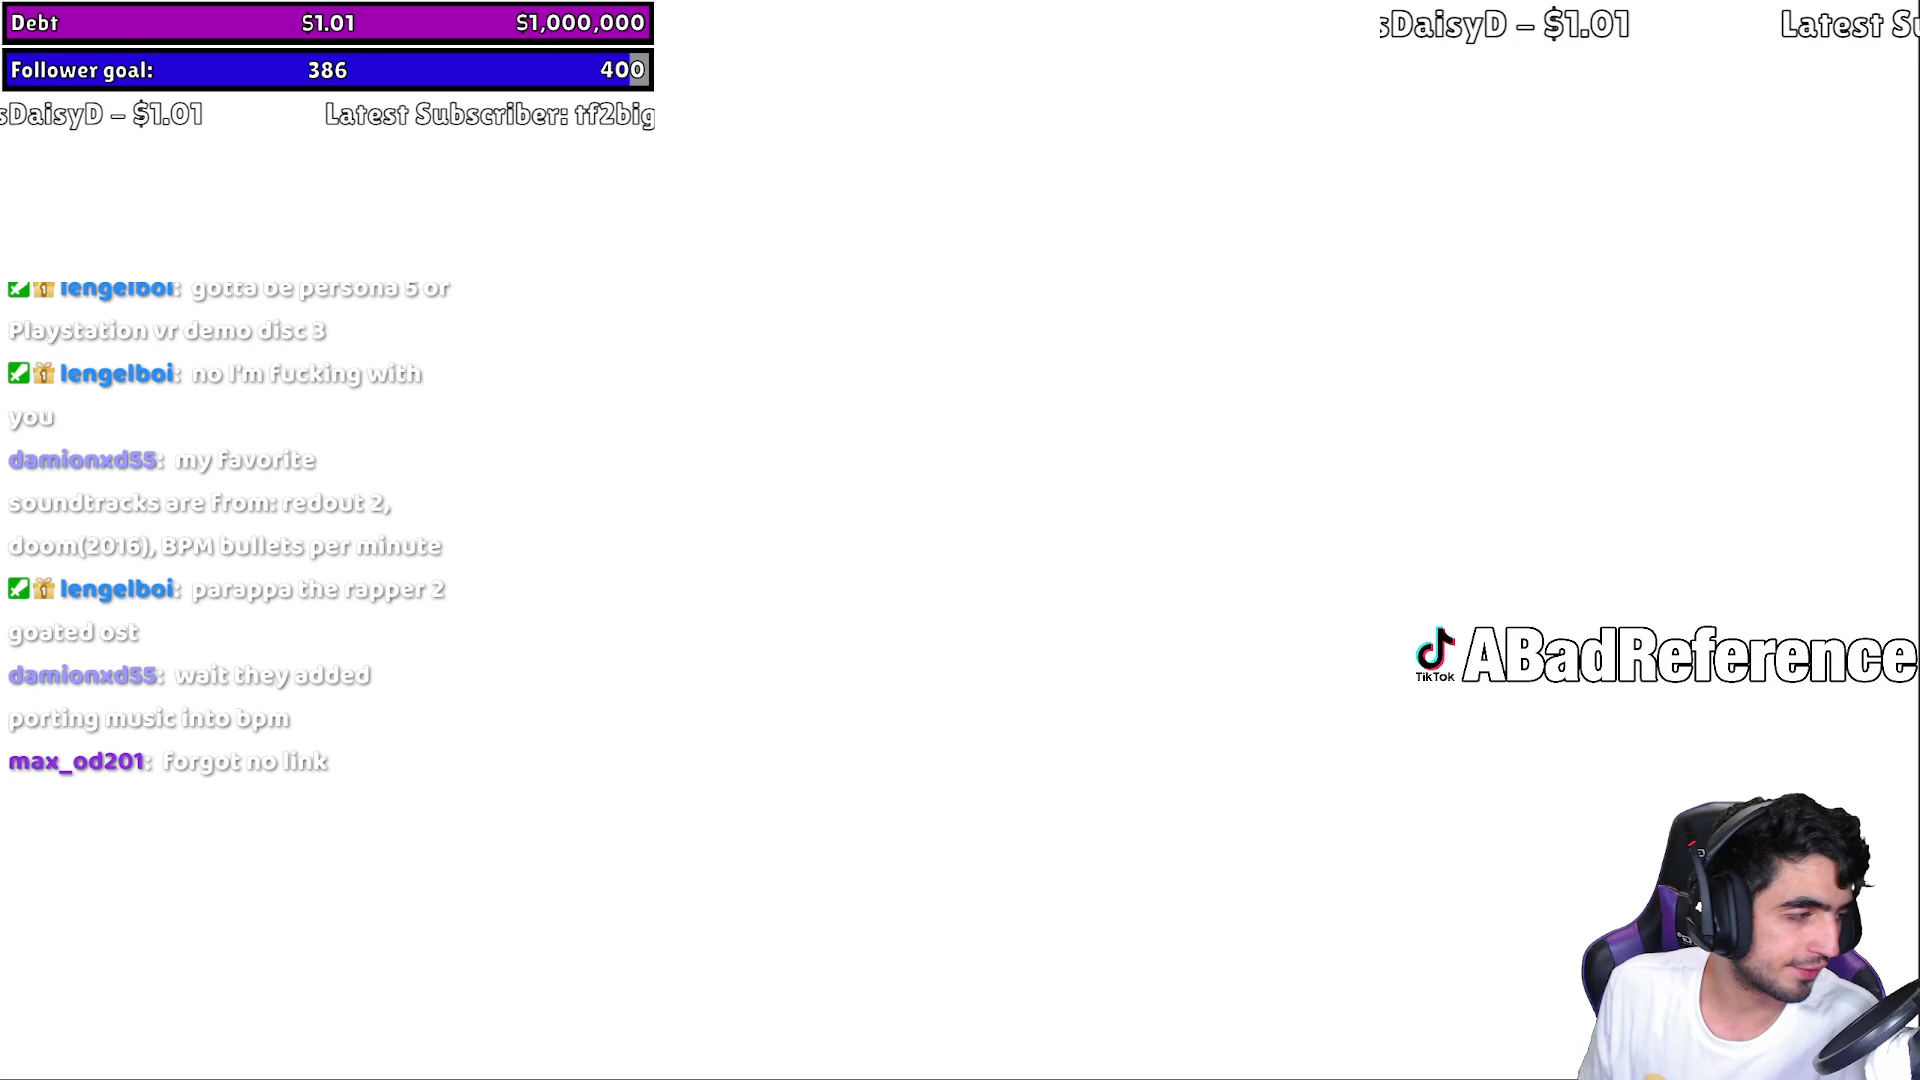 Debt $1.01 $1,000,000
Follower goal: 386 400
sDaisyD – $1.01 Latest Subscriber: tf2big
sDaisyD – $1.01 Latest Su
lengelboi: gotta be persona 5 or
Playstation vr demo disc 3
lengelboi: no I'm fucking with
you
damionxd55: my favorite
soundtracks are from: redout 2,
doom(2016), BPM bullets per minute
lengelboi: parappa the rapper 2
goated ost
damionxd55: wait they added
porting music into bpm
max_od201: forgot no link
TikTok
ABadReference